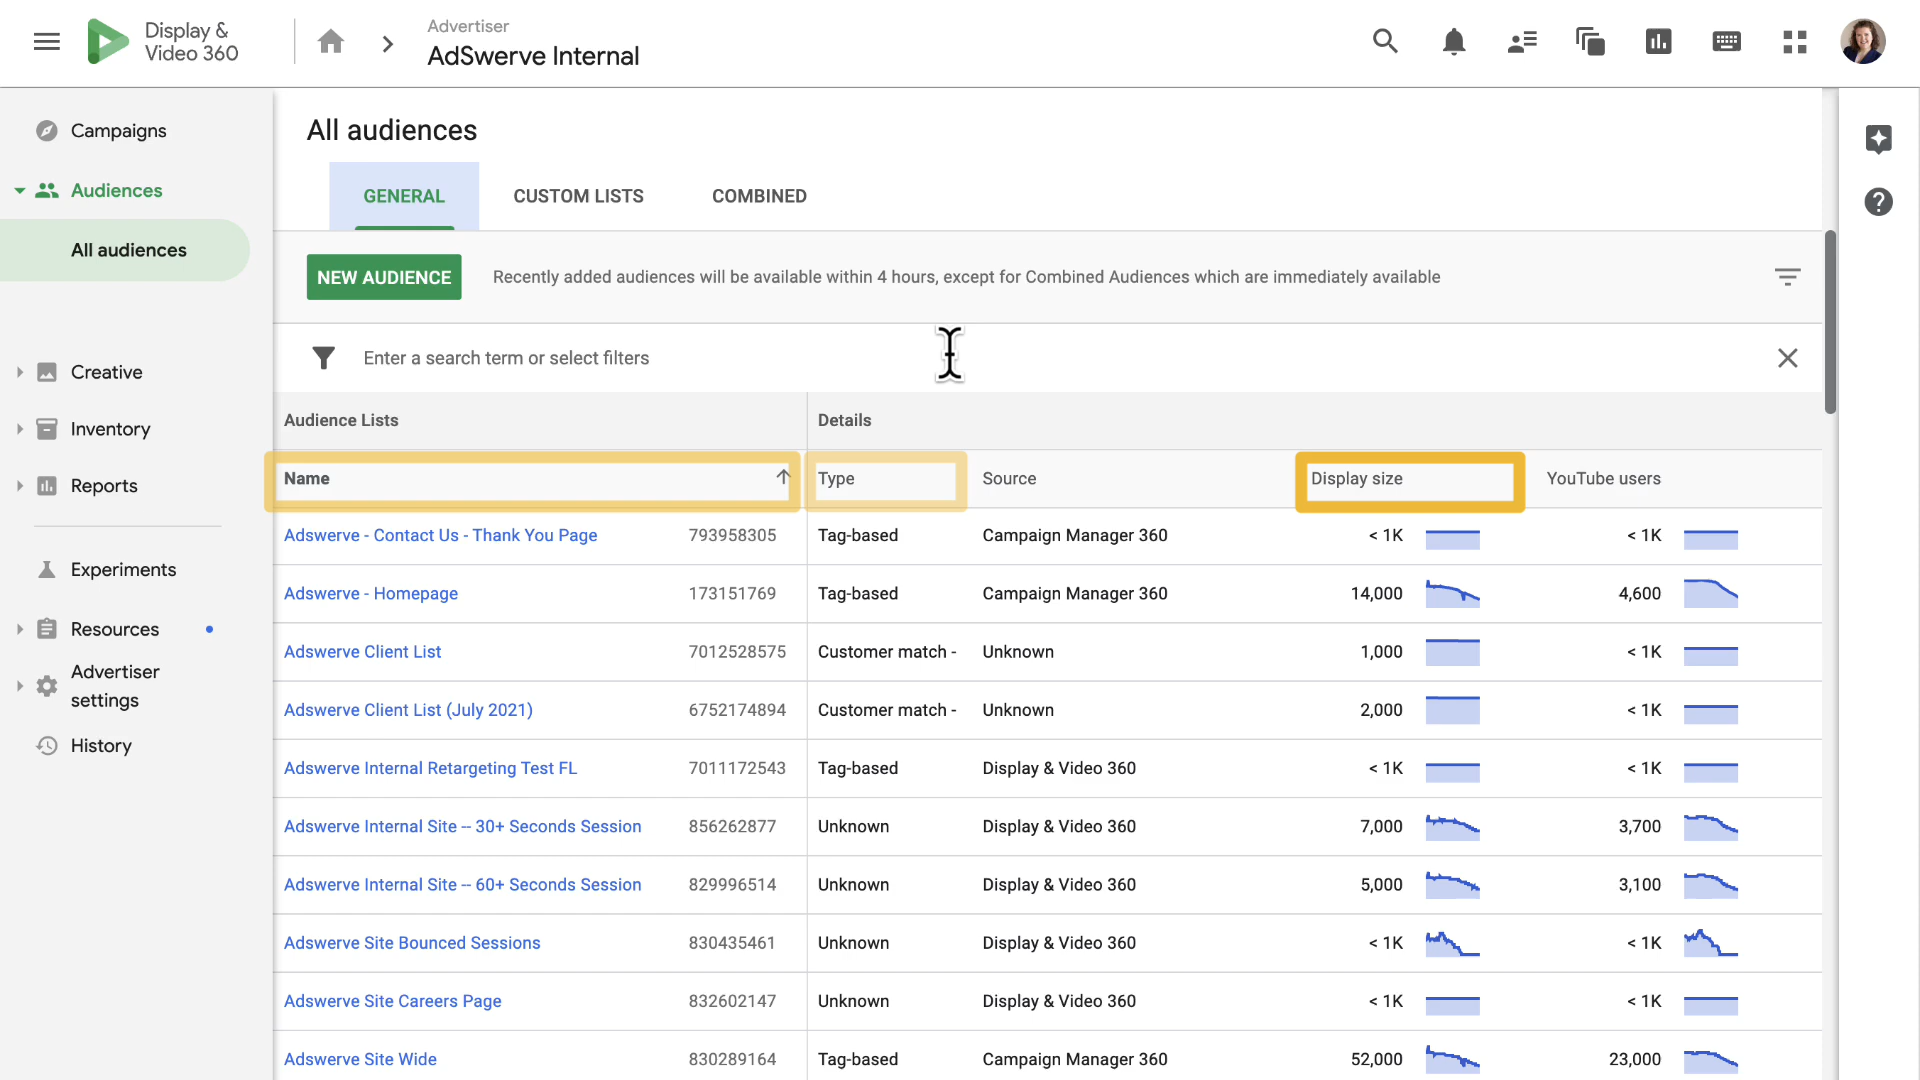 Display &
Video 360
Advertiser
AdSwerve Internal
Campaigns
Audiences
All audiences
Creative
Inventory
Reports
Experiments
Resources
Advertiser
settings
History
All audiences
GENERAL CUSTOM LISTS COMBINED
NEW AUDIENCE Recently added audiences will be available within 4 hours, except for Combined Audiences which are immediately available
Enter a search term or select filters
Audience Lists Details
Name Type Source Display size YouTube users
Adswerve - Contact Us - Thank You Page 793958305 Tag-based Campaign Manager 360 < 1K < 1K
Adswerve - Homepage 173151769 Tag-based Campaign Manager 360 14,000 4,600
Adswerve Client List 7012528575 Customer match - Unknown 1,000 < 1K
Adswerve Client List (July 2021) 6752174894 Customer match - Unknown 2,000 < 1K
Adswerve Internal Retargeting Test FL 7011172543 Tag-based Display & Video 360 < 1K < 1K
Adswerve Internal Site -- 30+ Seconds Session 856262877 Unknown Display & Video 360 7,000 3,700
Adswerve Internal Site -- 60+ Seconds Session 829996514 Unknown Display & Video 360 5,000 3,100
Adswerve Site Bounced Sessions 830435461 Unknown Display & Video 360 < 1K < 1K
Adswerve Site Careers Page 832602147 Unknown Display & Video 360 < 1K < 1K
Adswerve Site Wide 830289164 Tag-based Campaign Manager 360 52,000 23,000